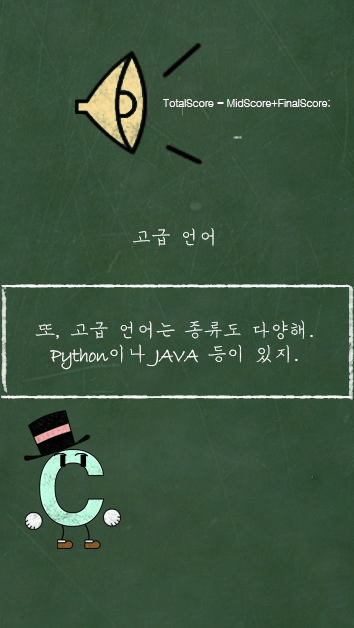 TotalScore = MidScore+FinalScore;
고급 언어
또, 고급 언어는 종류도 다양해.
Python이나 JAVA 등이 있지.
C